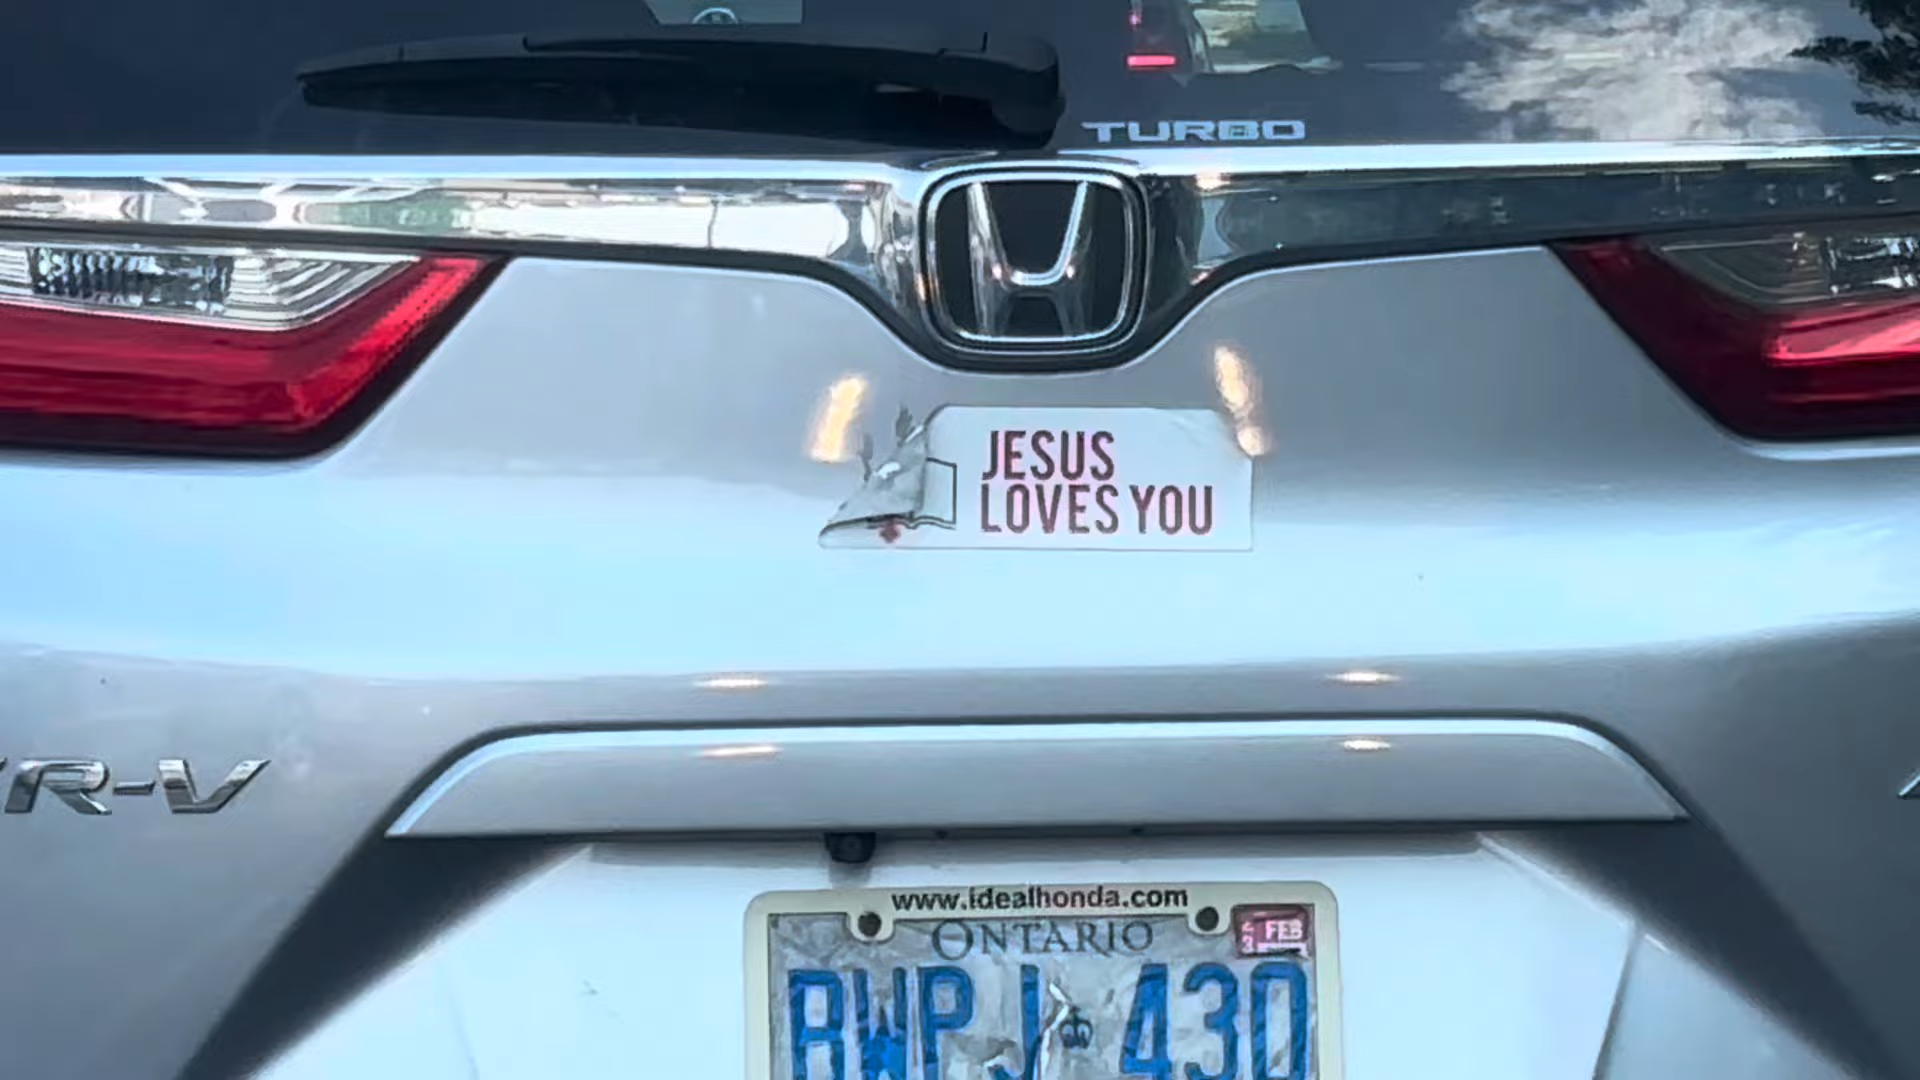 TURBO
JESUS
LOVES YOU
R-V
www.idealhonda.com
ONTARIO
FEB
BWPJ 430